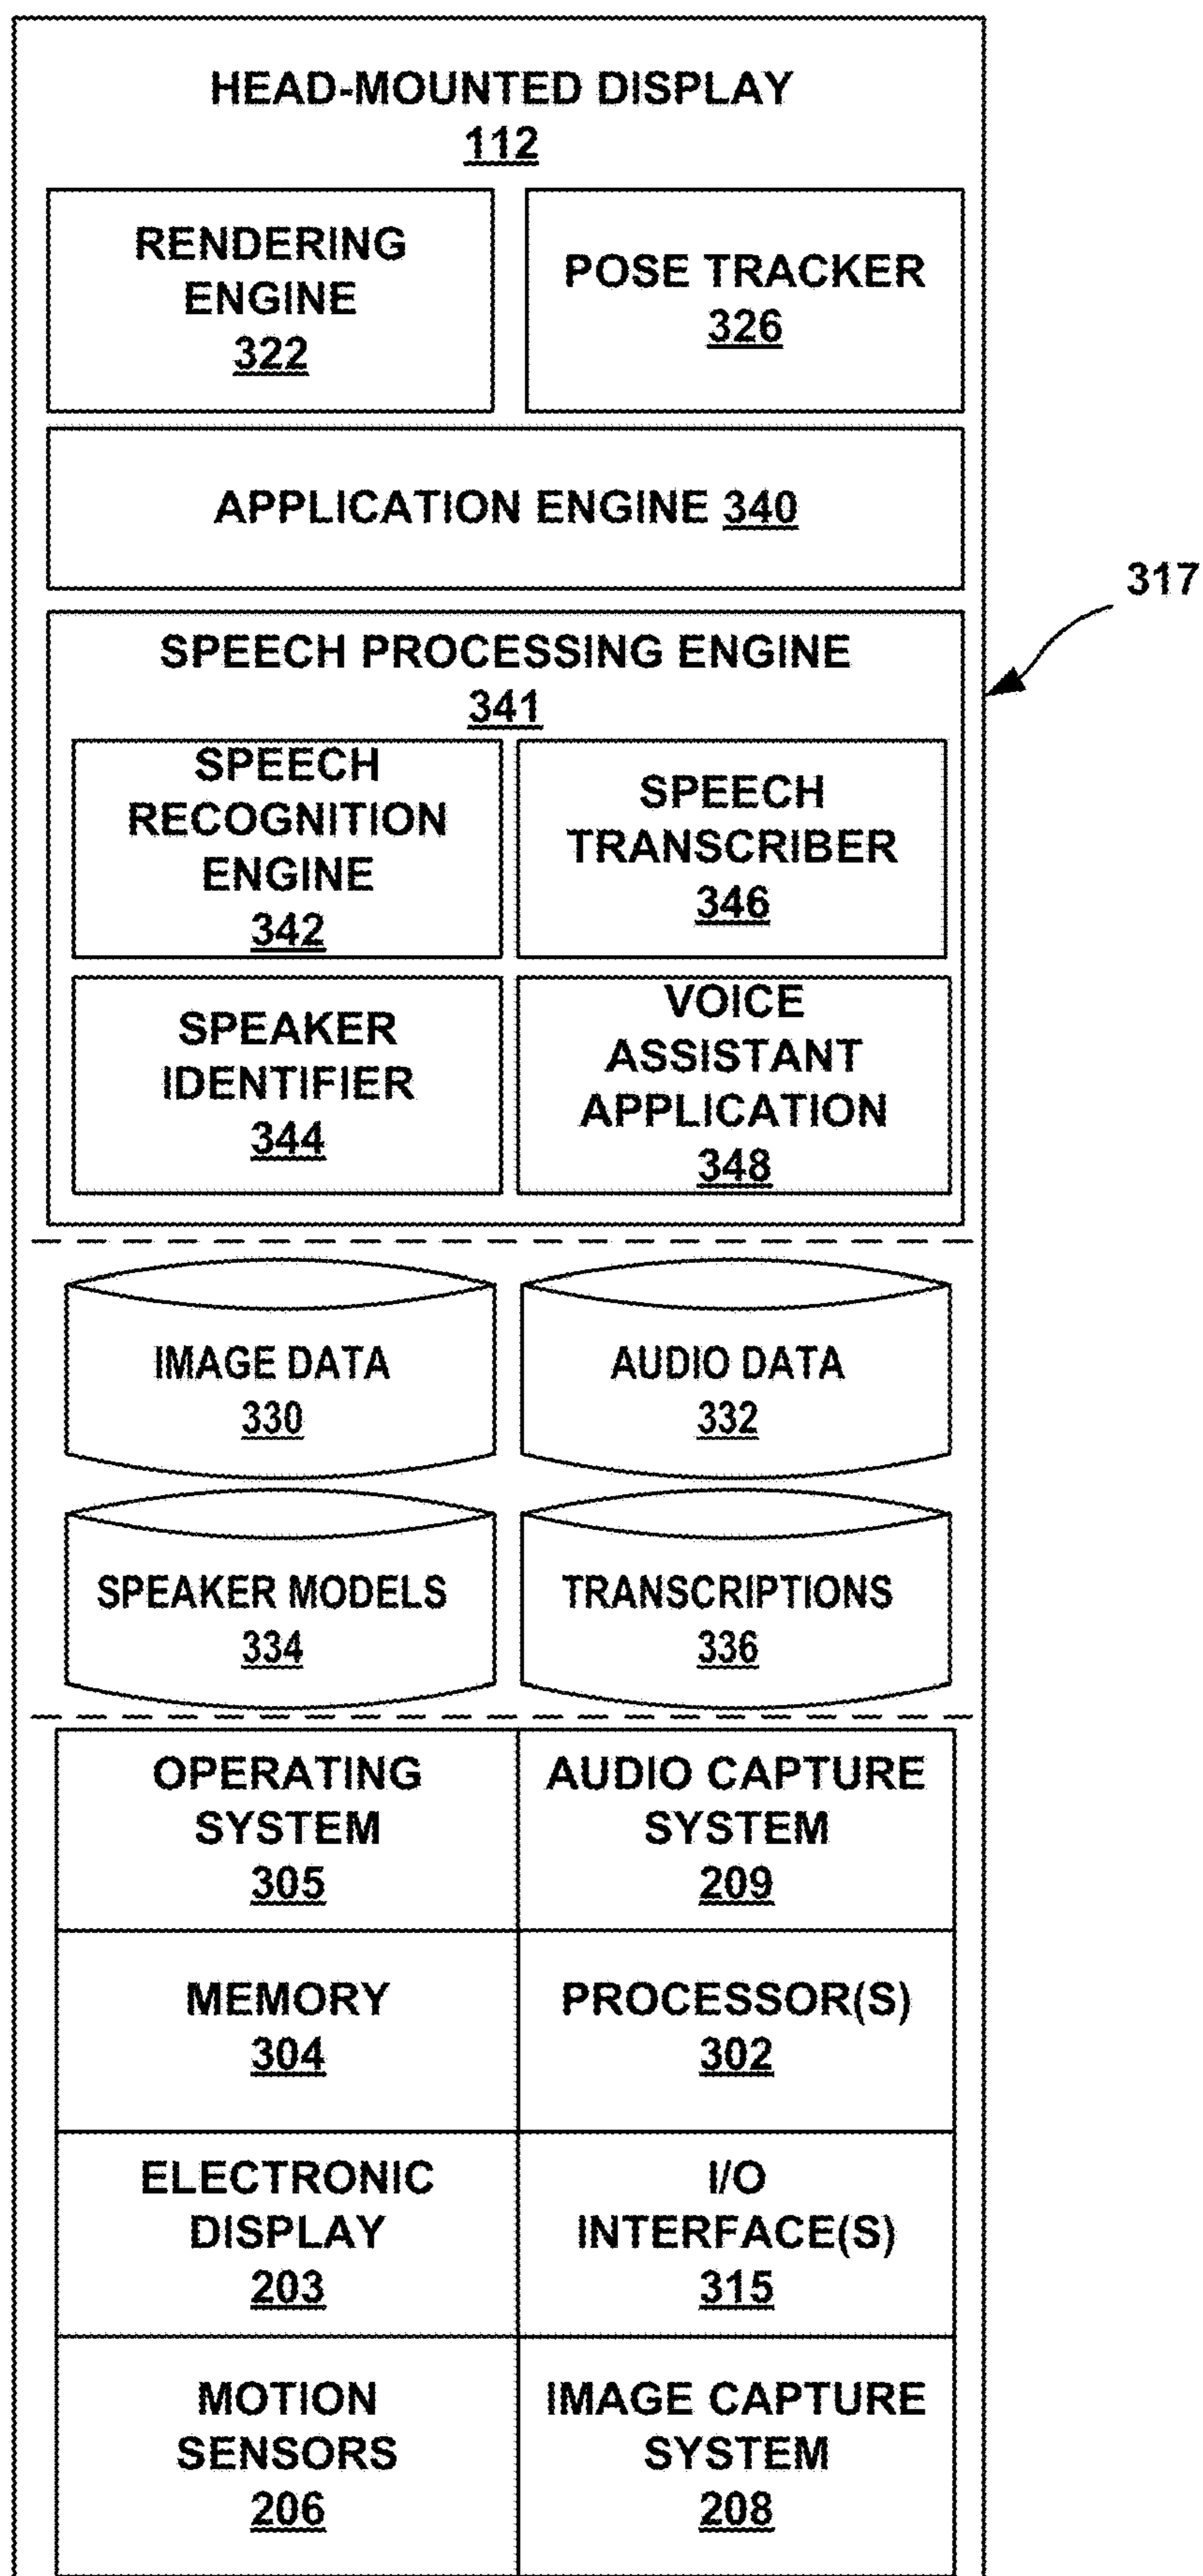 HEAD-MOUNTED DISPLAY
112
RENDERING
ENGINE
322
POSE TRACKER
326
APPLICATION ENGINE 340
317
SPEECH PROCESSING ENGINE
341
SPEECH
RECOGNITION
ENGINE
342
SPEECH
TRANSCRIBER
346
SPEAKER
IDENTIFIER
344
VOICE
ASSISTANT
APPLICATION
348
IMAGE DATA
330
AUDIO DATA
332
SPEAKER MODELS
334
TRANSCRIPTIONS
336
OPERATING
SYSTEM
305
AUDIO CAPTURE
SYSTEM
209
MEMORY
304
PROCESSOR(S)
302
ELECTRONIC
DISPLAY
203
I/O
INTERFACE(S)
315
MOTION
SENSORS
206
IMAGE CAPTURE
SYSTEM
208